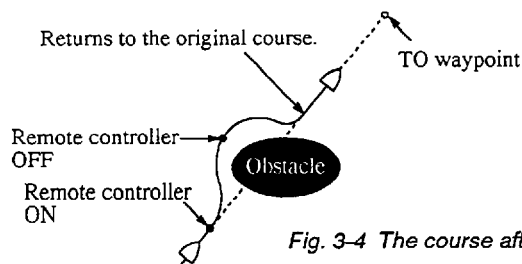 Returns to the original course.
TO waypoint
Remote controller
OFF
Obstacle
Remote controller
ON
Fig. 3-4 The course aft